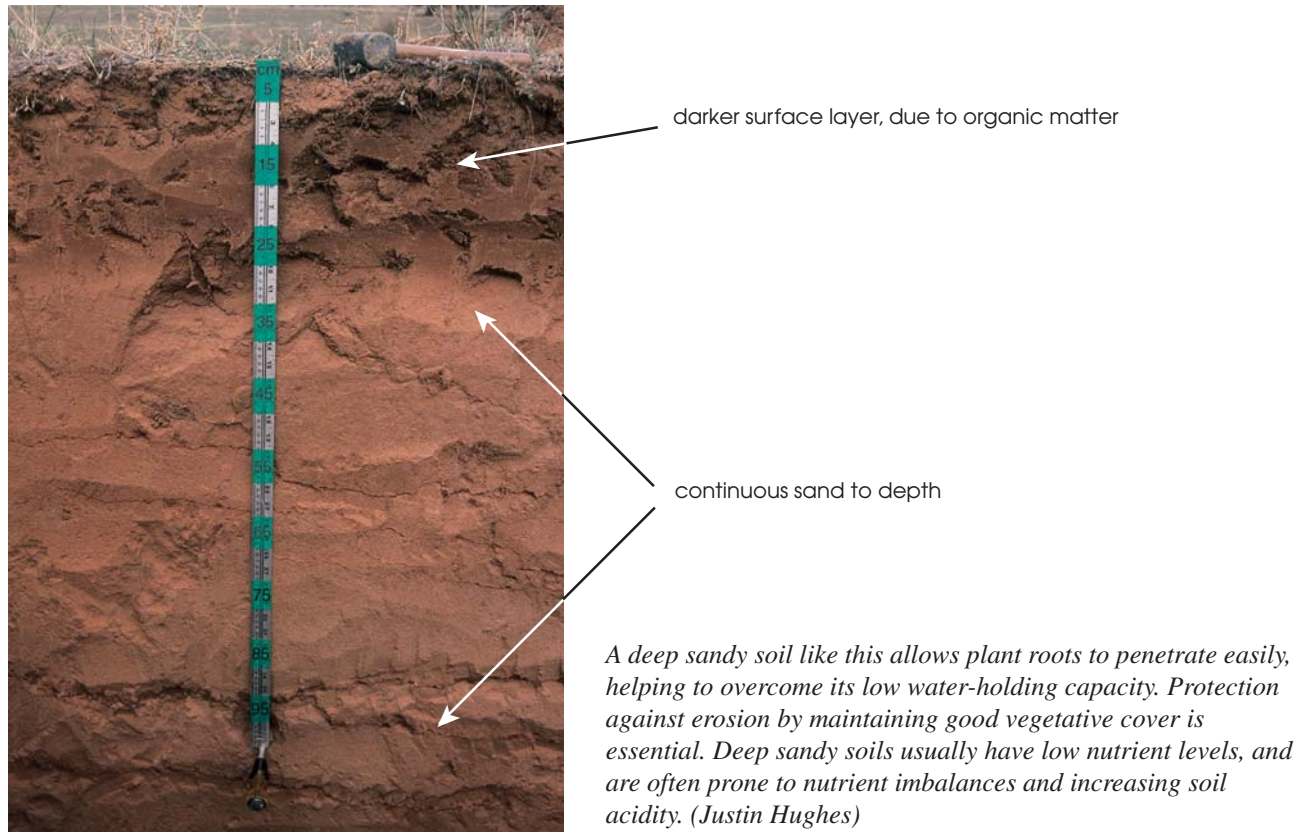 cm
5
15
25
35
45
55
65
75
85
95
darker surface layer, due to organic matter
continuous sand to depth
A deep sandy soil like this allows plant roots to penetrate easily,
helping to overcome its low water-holding capacity. Protection
against erosion by maintaining good vegetative cover is
essential. Deep sandy soils usually have low nutrient levels, and
are often prone to nutrient imbalances and increasing soil
acidity. (Justin Hughes)